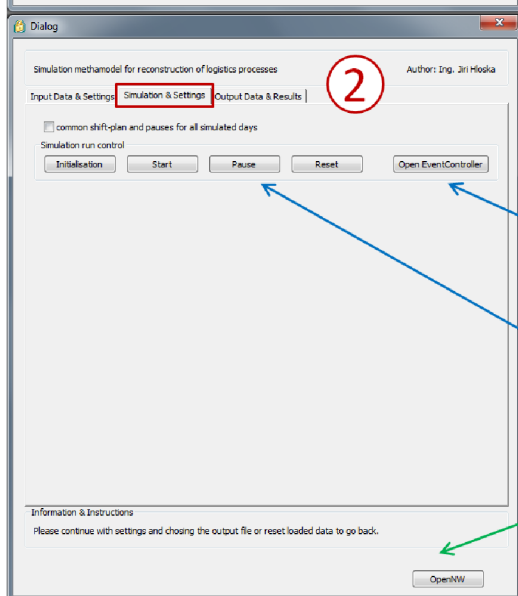 Dialog
Simulation methamodel for reconstruction of logistics processes Author: Ing. Jiri Hloska
2
Input Data & Settings Simulation & Settings Output Data & Results
common shift-plan and pauses for all simulated days
Simulation run control
Initialisation Start Pause Reset Open EventController
Information & Instructions
Please continue with settings and chosing the output file or reset loaded data to go back.
OpenNW